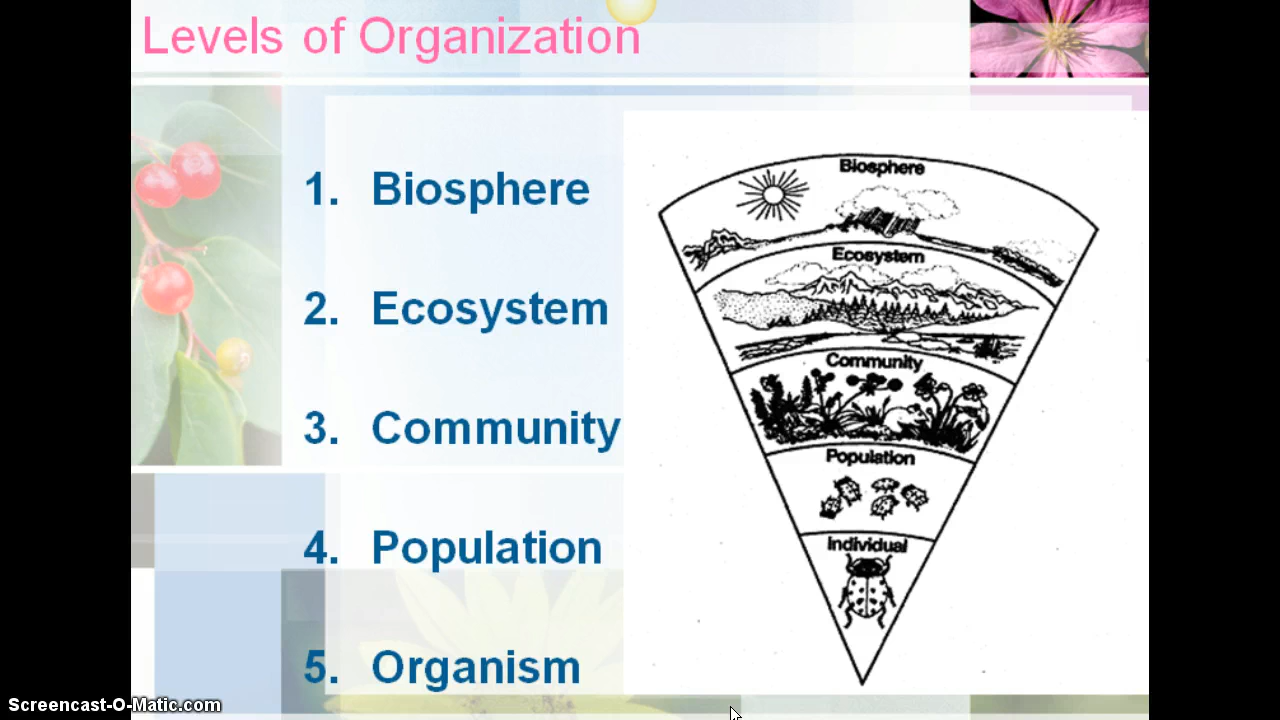 Levels of Organization
1. Biosphere
2. Ecosystem
3. Community
4. Population
5. Organism
Biosphere
Ecosystem
Community
Population
Individual
Screencast-O-Matic.com